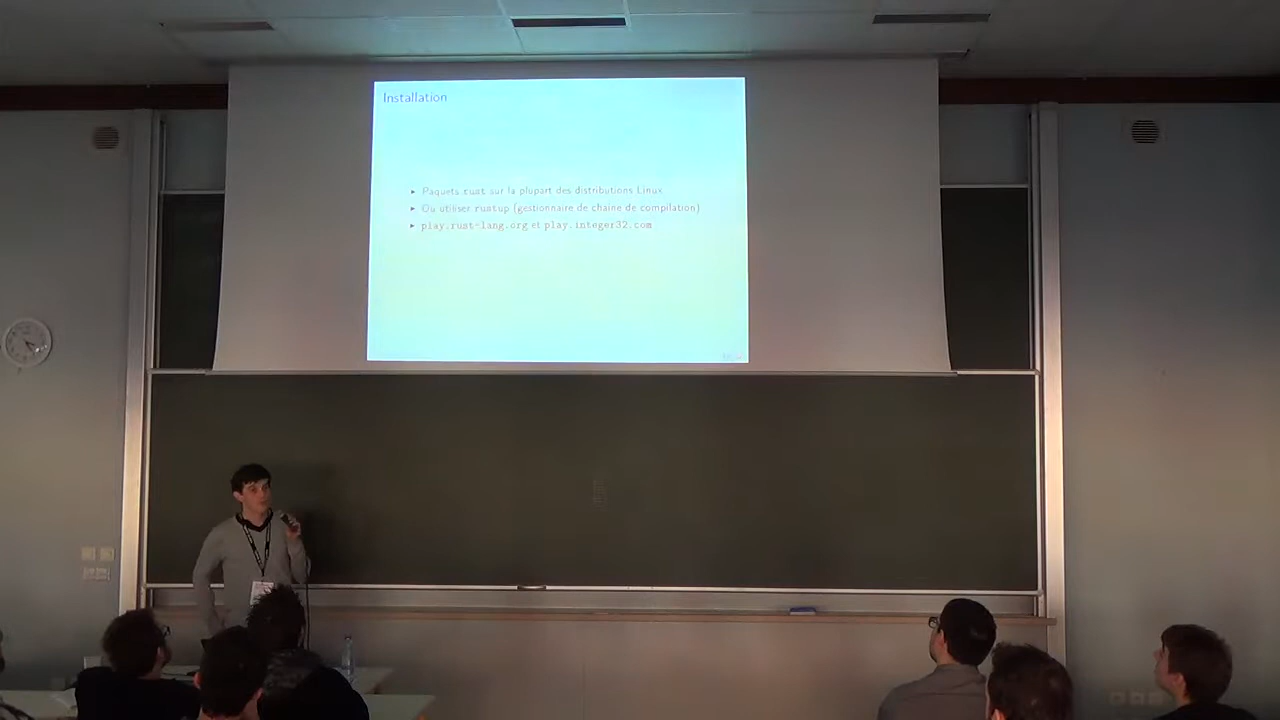 Installation
▸ Paquets rust sur la plupart des distributions Linux
▸ Ou utiliser rustup (gestionnaire de chaine de compilation)
▸ play.rust-lang.org et play.integer32.com